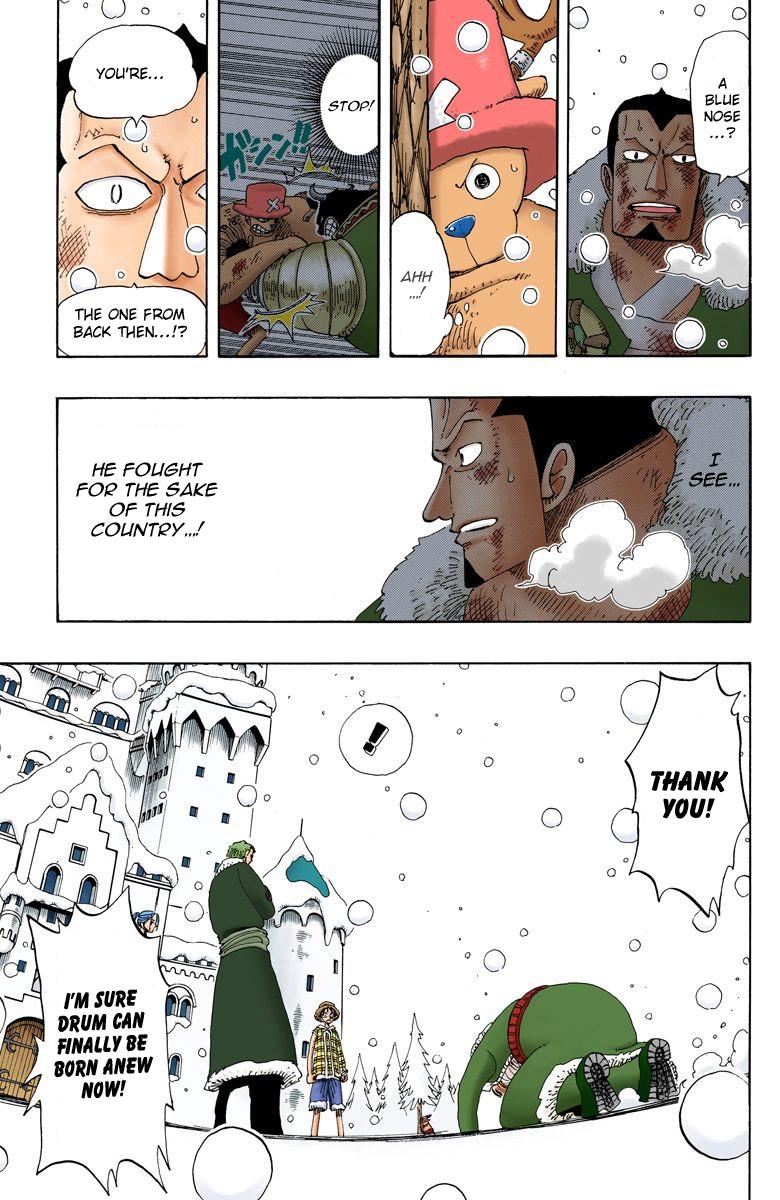 A
BLUE
NOSE
...?
AHH
...!
STOP!
ガシン!!
YOU'RE...
THE ONE FROM
BACK THEN...!?
I
SEE...
HE FOUGHT
FOR THE SAKE
OF THIS
COUNTRY...!
THANK
YOU!
!
I'M SURE
DRUM CAN
FINALLY BE
BORN ANEW
NOW!